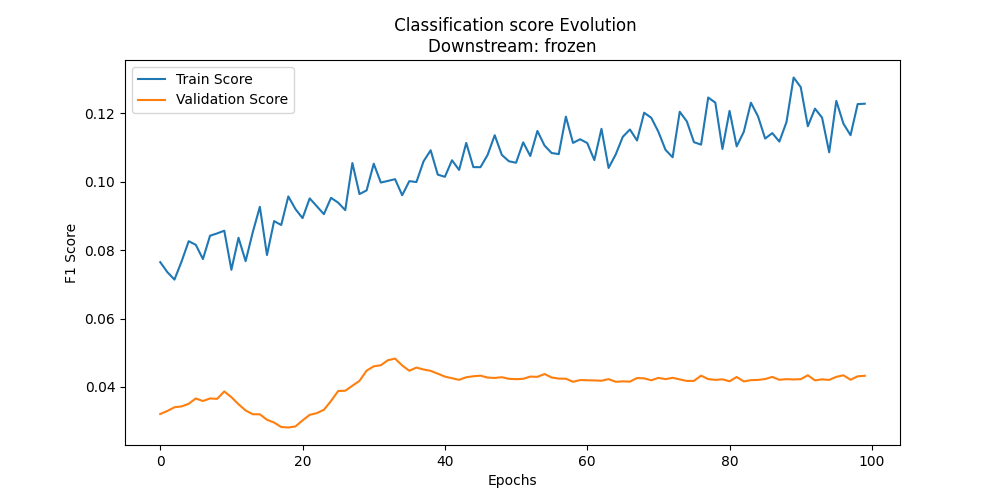 Classification score Evolution
Downstream: frozen
Train Score
Validation Score
F1 Score
0.12
0.10
0.08
0.06
0.04
0 20 40 60 80 100
Epochs